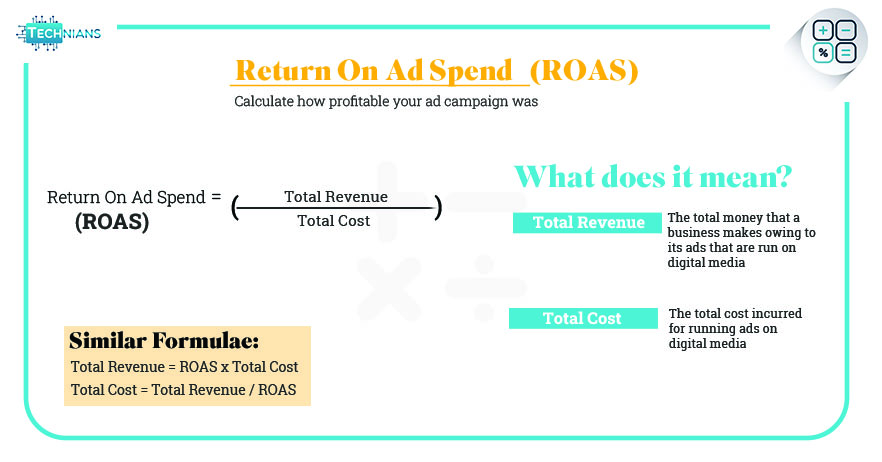 TECHNIANS
+ −
% =
Return On Ad Spend (ROAS)
Calculate how profitable your ad campaign was
Return On Ad Spend =
(ROAS)
( Total Revenue )
Total Cost
Similar Formulae:
Total Revenue = ROAS x Total Cost
Total Cost = Total Revenue / ROAS
What does it mean?
Total Revenue
The total money that a
business makes owing to
its ads that are run on
digital media
Total Cost
The total cost incurred
for running ads on
digital media